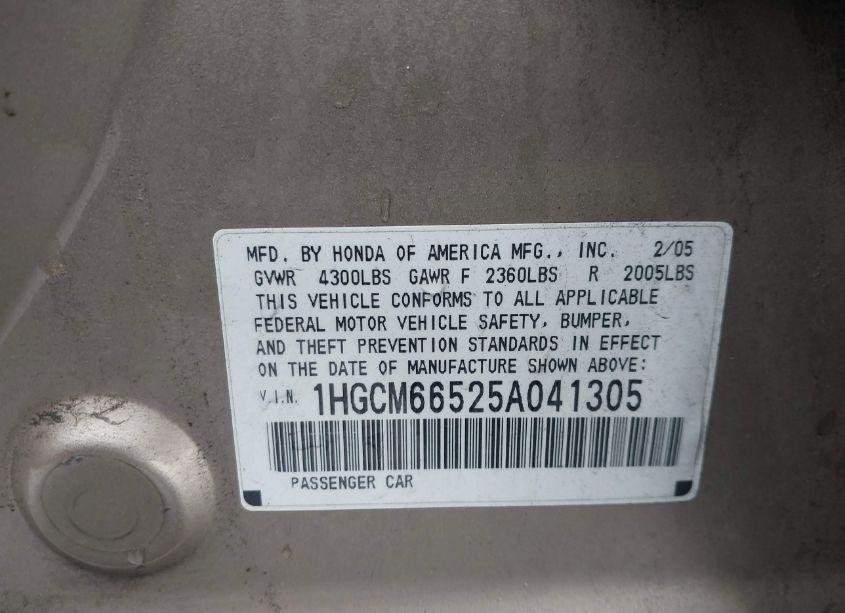 MFD. BY HONDA OF AMERICA MFG., INC. 2/05
GVWR 4300LBS GAWR F 2360LBS R 2005LBS
THIS VEHICLE CONFORMS TO ALL APPLICABLE
FEDERAL MOTOR VEHICLE SAFETY, BUMPER,
AND THEFT PREVENTION STANDARDS IN EFFECT
ON THE DATE OF MANUFACTURE SHOWN ABOVE:
V.I.N. 1HGCM66525A041305
PASSENGER CAR